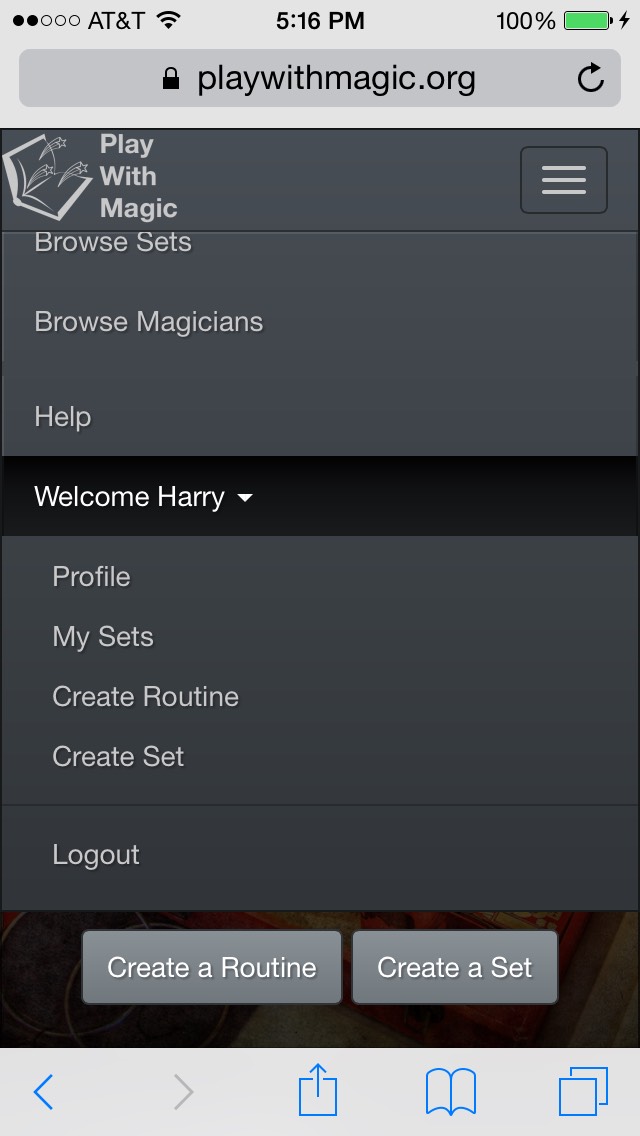 AT&T 5:16 PM 100%
playwithmagic.org
Play
With
Magic
Browse Sets
Browse Magicians
Help
Welcome Harry
Profile
My Sets
Create Routine
Create Set
Logout
Create a Routine Create a Set